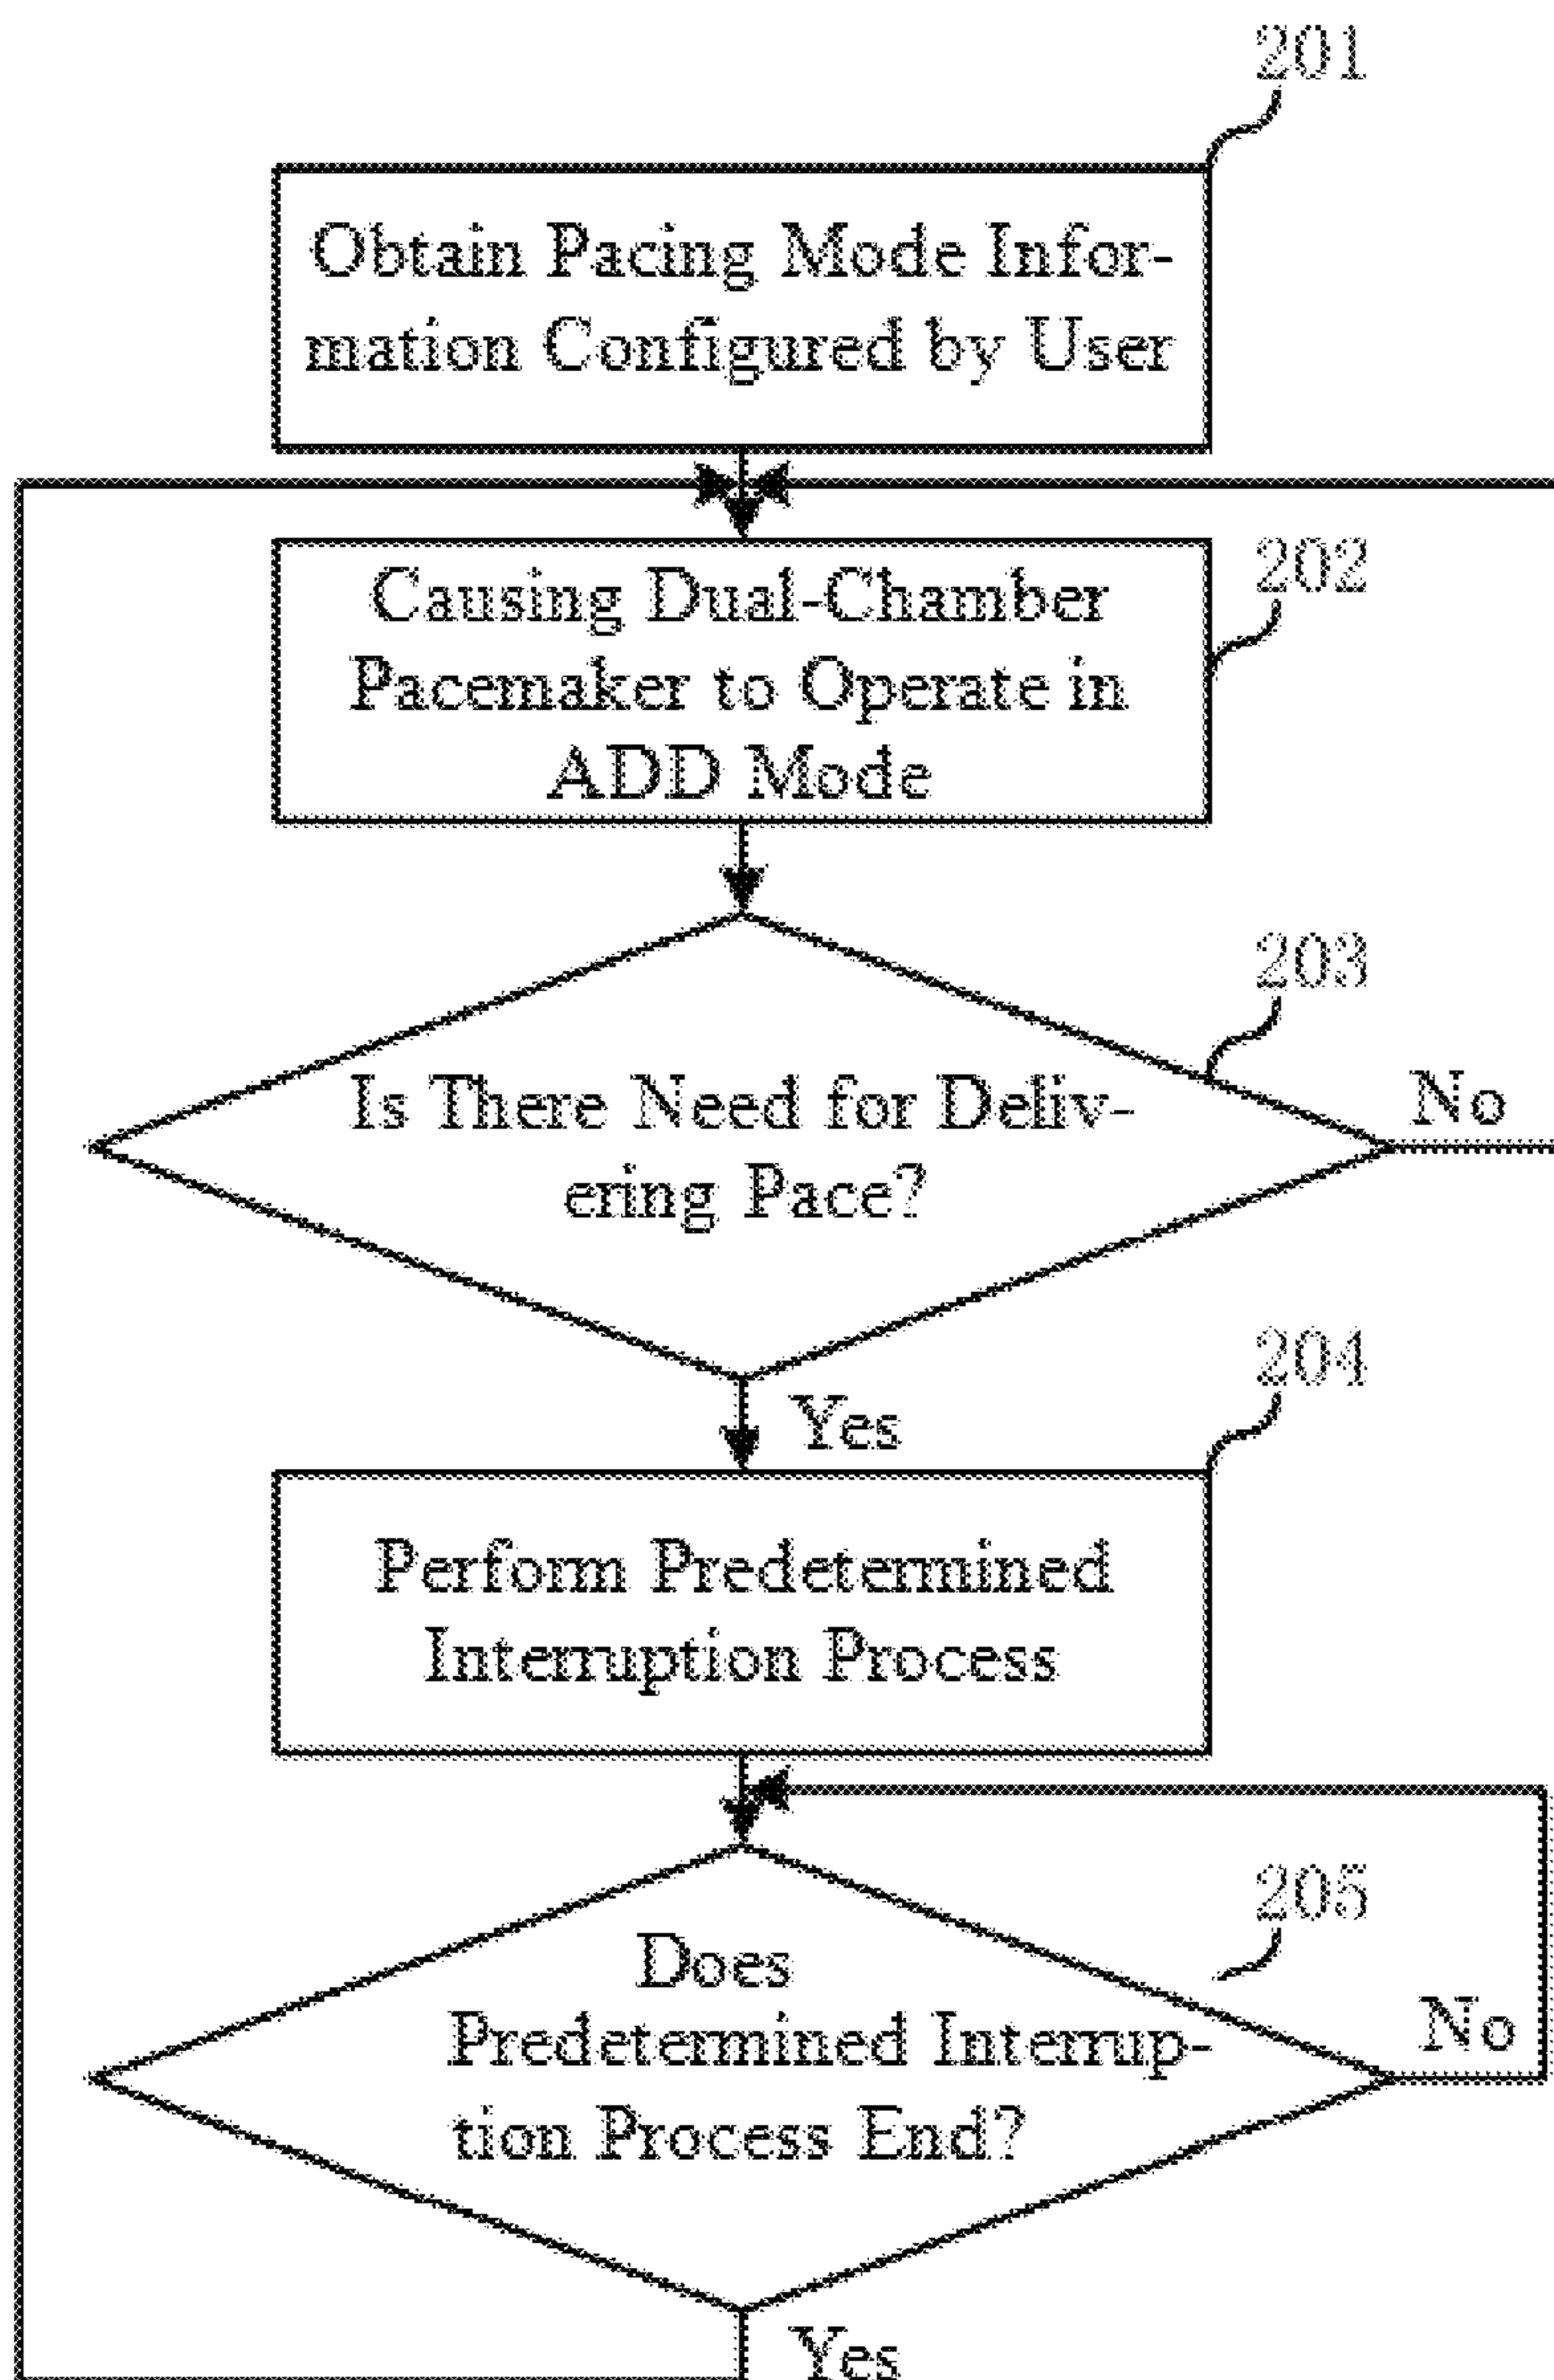 201
Obtain Pacing Mode Infor-
mation Configured by User
202
Causing Dual-Chamber
Pacemaker to Operate in
ADD Mode
203
Is There Need for Deliv-
ering Pace?
No
Yes
204
Perform Predetermined
Interruption Process
205
Does
Predetermined Interrup-
tion Process End?
No
Yes